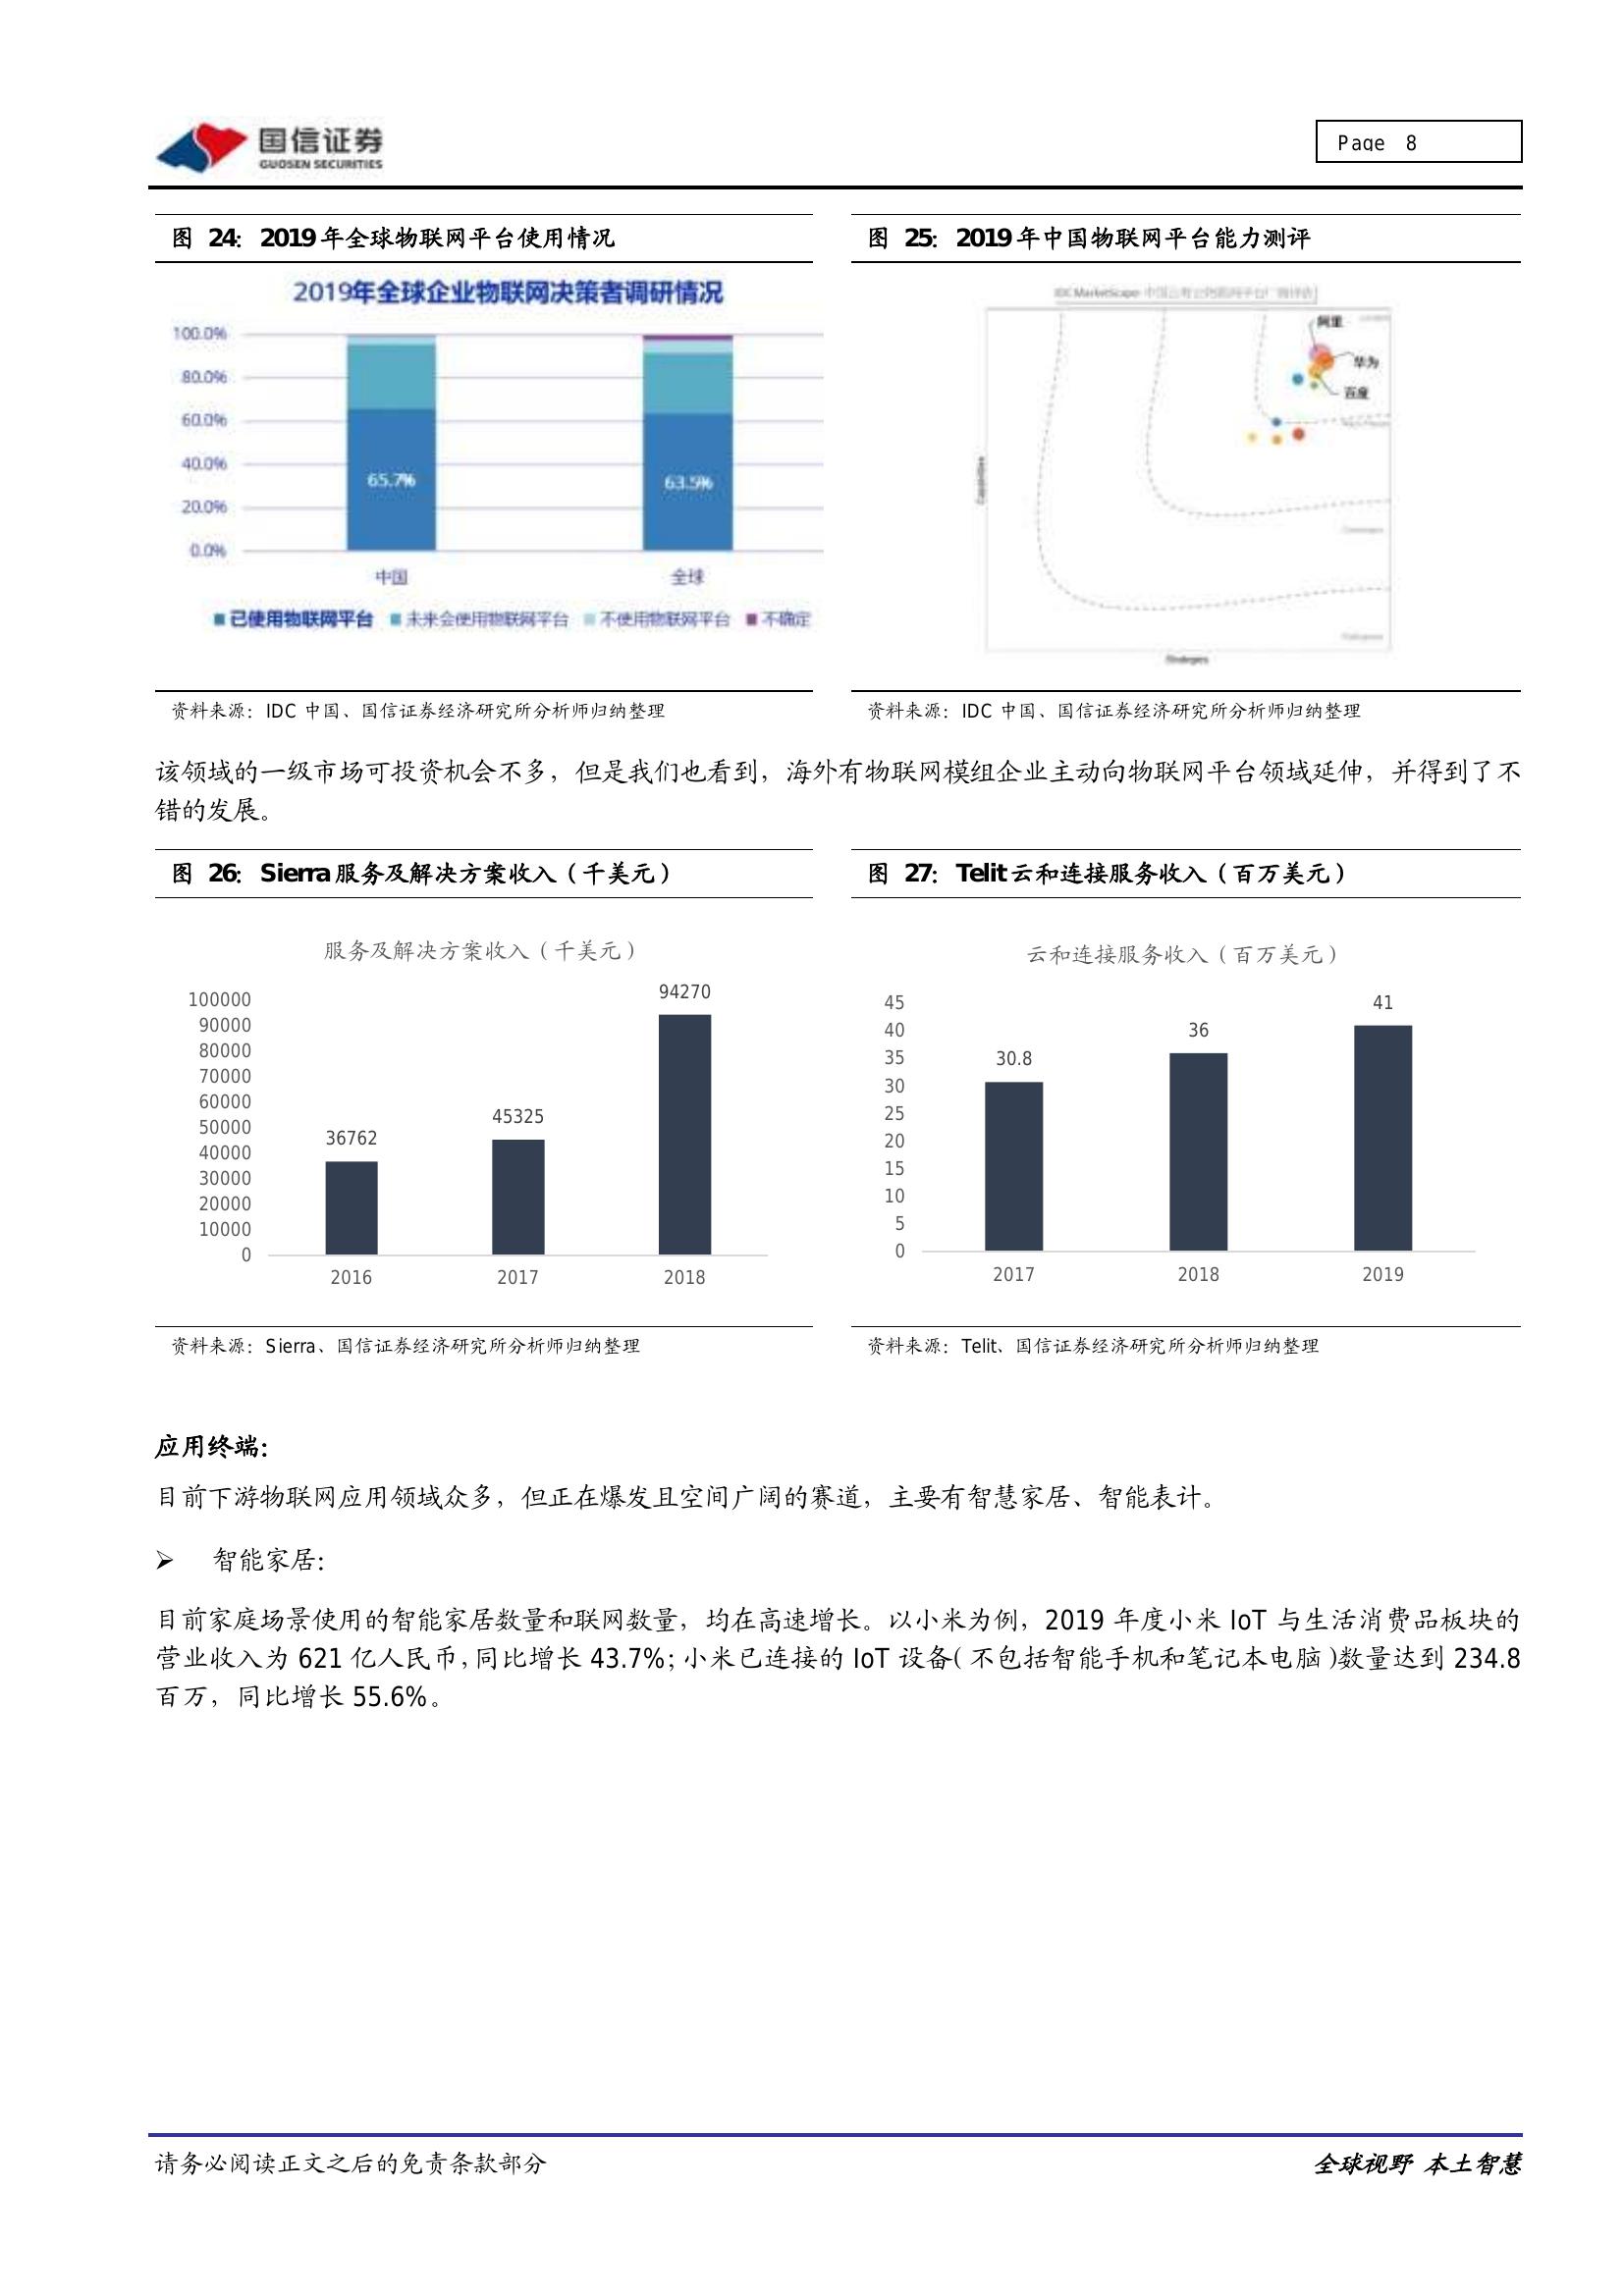 国信证券
GUOSEN SECURITIES
Page 8
图 24：2019年全球物联网平台使用情况
2019年全球企业物联网决策者调研情况
100.0%
80.0%
60.0%
40.0%
20.0%
0.0%
65.7%
63.5%
中国
全球
已使用物联网平台 未来会使用物联网平台 不使用物联网平台 不确定
资料来源：IDC 中国、国信证券经济研究所分析师归纳整理
图 25：2019年中国物联网平台能力测评
IDC MarketScape
阿里
华为
百度
Capabilities
Strategies
资料来源：IDC 中国、国信证券经济研究所分析师归纳整理
该领域的一级市场可投资机会不多，但是我们也看到，海外有物联网模组企业主动向物联网平台领域延伸，并得到了不
错的发展。
图 26：Sierra服务及解决方案收入（千美元）
服务及解决方案收入（千美元）
100000
90000
80000
70000
60000
50000
40000
30000
20000
10000
0
36762
45325
94270
2016
2017
2018
资料来源：Sierra、国信证券经济研究所分析师归纳整理
图 27：Telit云和连接服务收入（百万美元）
云和连接服务收入（百万美元）
45
40
35
30
25
20
15
10
5
0
30.8
36
41
2017
2018
2019
资料来源：Telit、国信证券经济研究所分析师归纳整理
应用终端：
目前下游物联网应用领域众多，但正在爆发且空间广阔的赛道，主要有智慧家居、智能表计。
➢ 智能家居：
目前家庭场景使用的智能家居数量和联网数量，均在高速增长。以小米为例，2019 年度小米 IoT 与生活消费品板块的
营业收入为 621 亿人民币，同比增长 43.7%；小米已连接的 IoT 设备（不包括智能手机和笔记本电脑）数量达到 234.8
百万，同比增长 55.6%。
请务必阅读正文之后的免责条款部分
全球视野 本土智慧